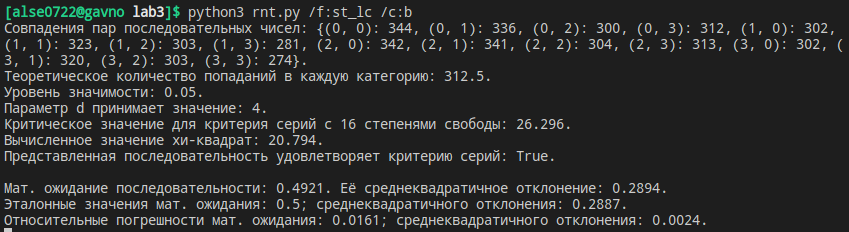 [alse0722@gavno lab3]$ python3 rnt.py /f:st_lc /c:b
Совпадения пар последовательных чисел: {(0, 0): 344, (0, 1): 336, (0, 2): 300, (0, 3): 312, (1, 0): 302,
(1, 1): 323, (1, 2): 303, (1, 3): 281, (2, 0): 342, (2, 1): 341, (2, 2): 304, (2, 3): 313, (3, 0): 302, (
3, 1): 320, (3, 2): 303, (3, 3): 274}.
Теоретическое количество попаданий в каждую категорию: 312.5.
Уровень значимости: 0.05.
Параметр d принимает значение: 4.
Критическое значение для критерия серий с 16 степенями свободы: 26.296.
Вычисленное значение хи-квадрат: 20.794.
Представленная последовательность удовлетворяет критерию серий: True.
Мат. ожидание последовательности: 0.4921. Её среднеквадратичное отклонение: 0.2894.
Эталонные значения мат. ожидания: 0.5; среднеквадратичного отклонения: 0.2887.
Относительные погрешности мат. ожидания: 0.0161; среднеквадратичного отклонения: 0.0024.